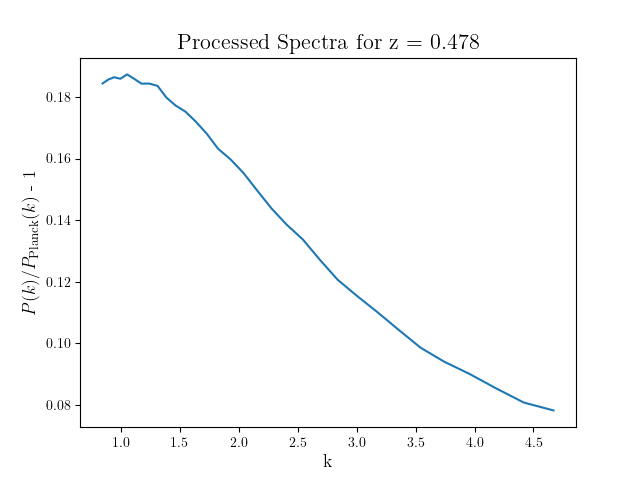 Processed Spectra for z = 0.478
P(k)/P_Planck(k) - 1
0.18
0.16
0.14
0.12
0.10
0.08
1.0 1.5 2.0 2.5 3.0 3.5 4.0 4.5
k